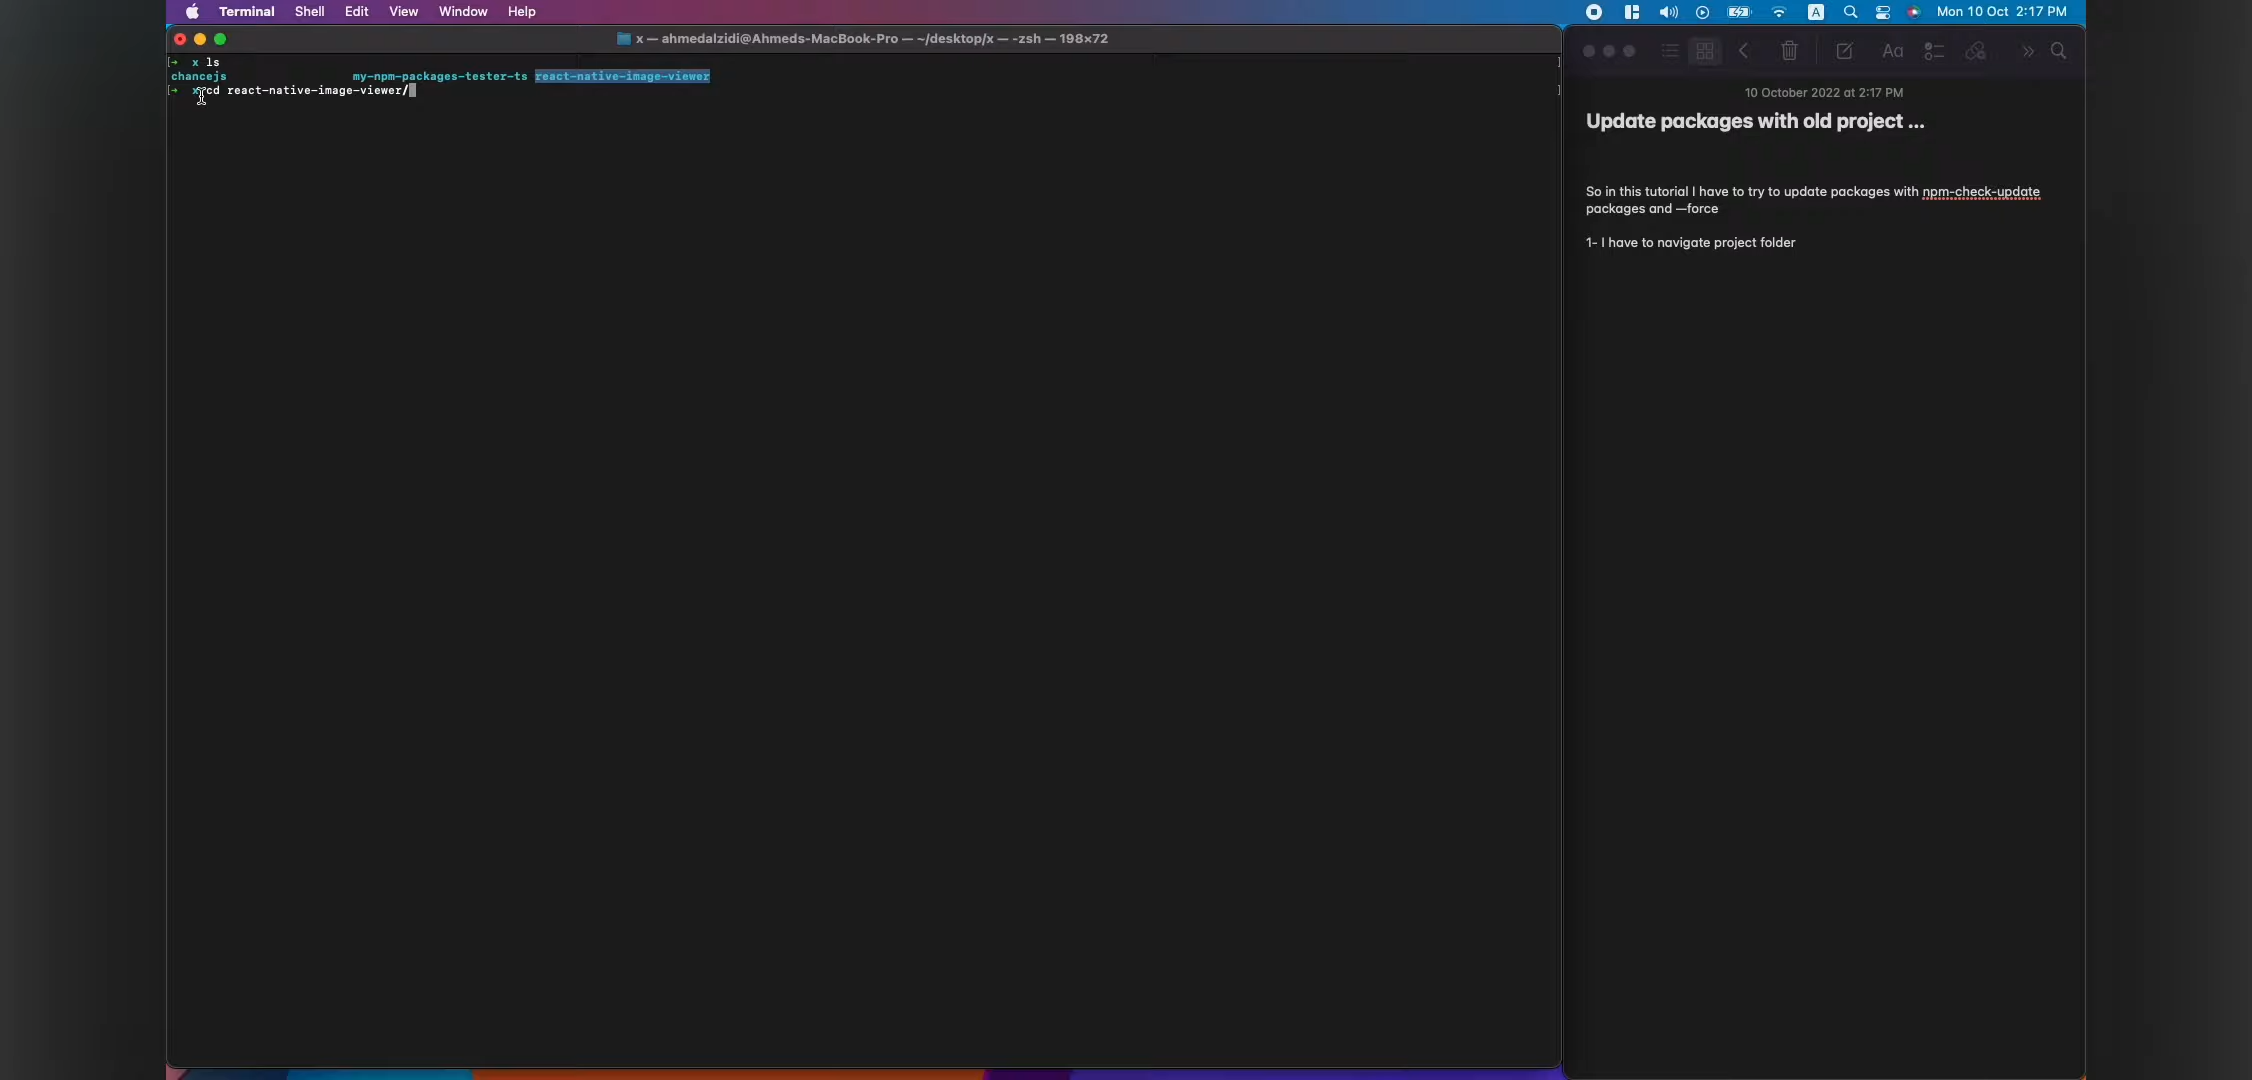 Terminal Shell Edit View Window Help
A Mon 10 Oct 2:17 PM
x — ahmedalzidi@Ahmeds-MacBook-Pro — ~/desktop/x — -zsh — 198×72
[→ x ls ]
chancejs my-npm-packages-tester-ts react-native-image-viewer
[→ x cd react-native-image-viewer/ ]
Aa
10 October 2022 at 2:17 PM
Update packages with old project ...
So in this tutorial I have to try to update packages with npm-check-update
packages and —force
1- I have to navigate project folder